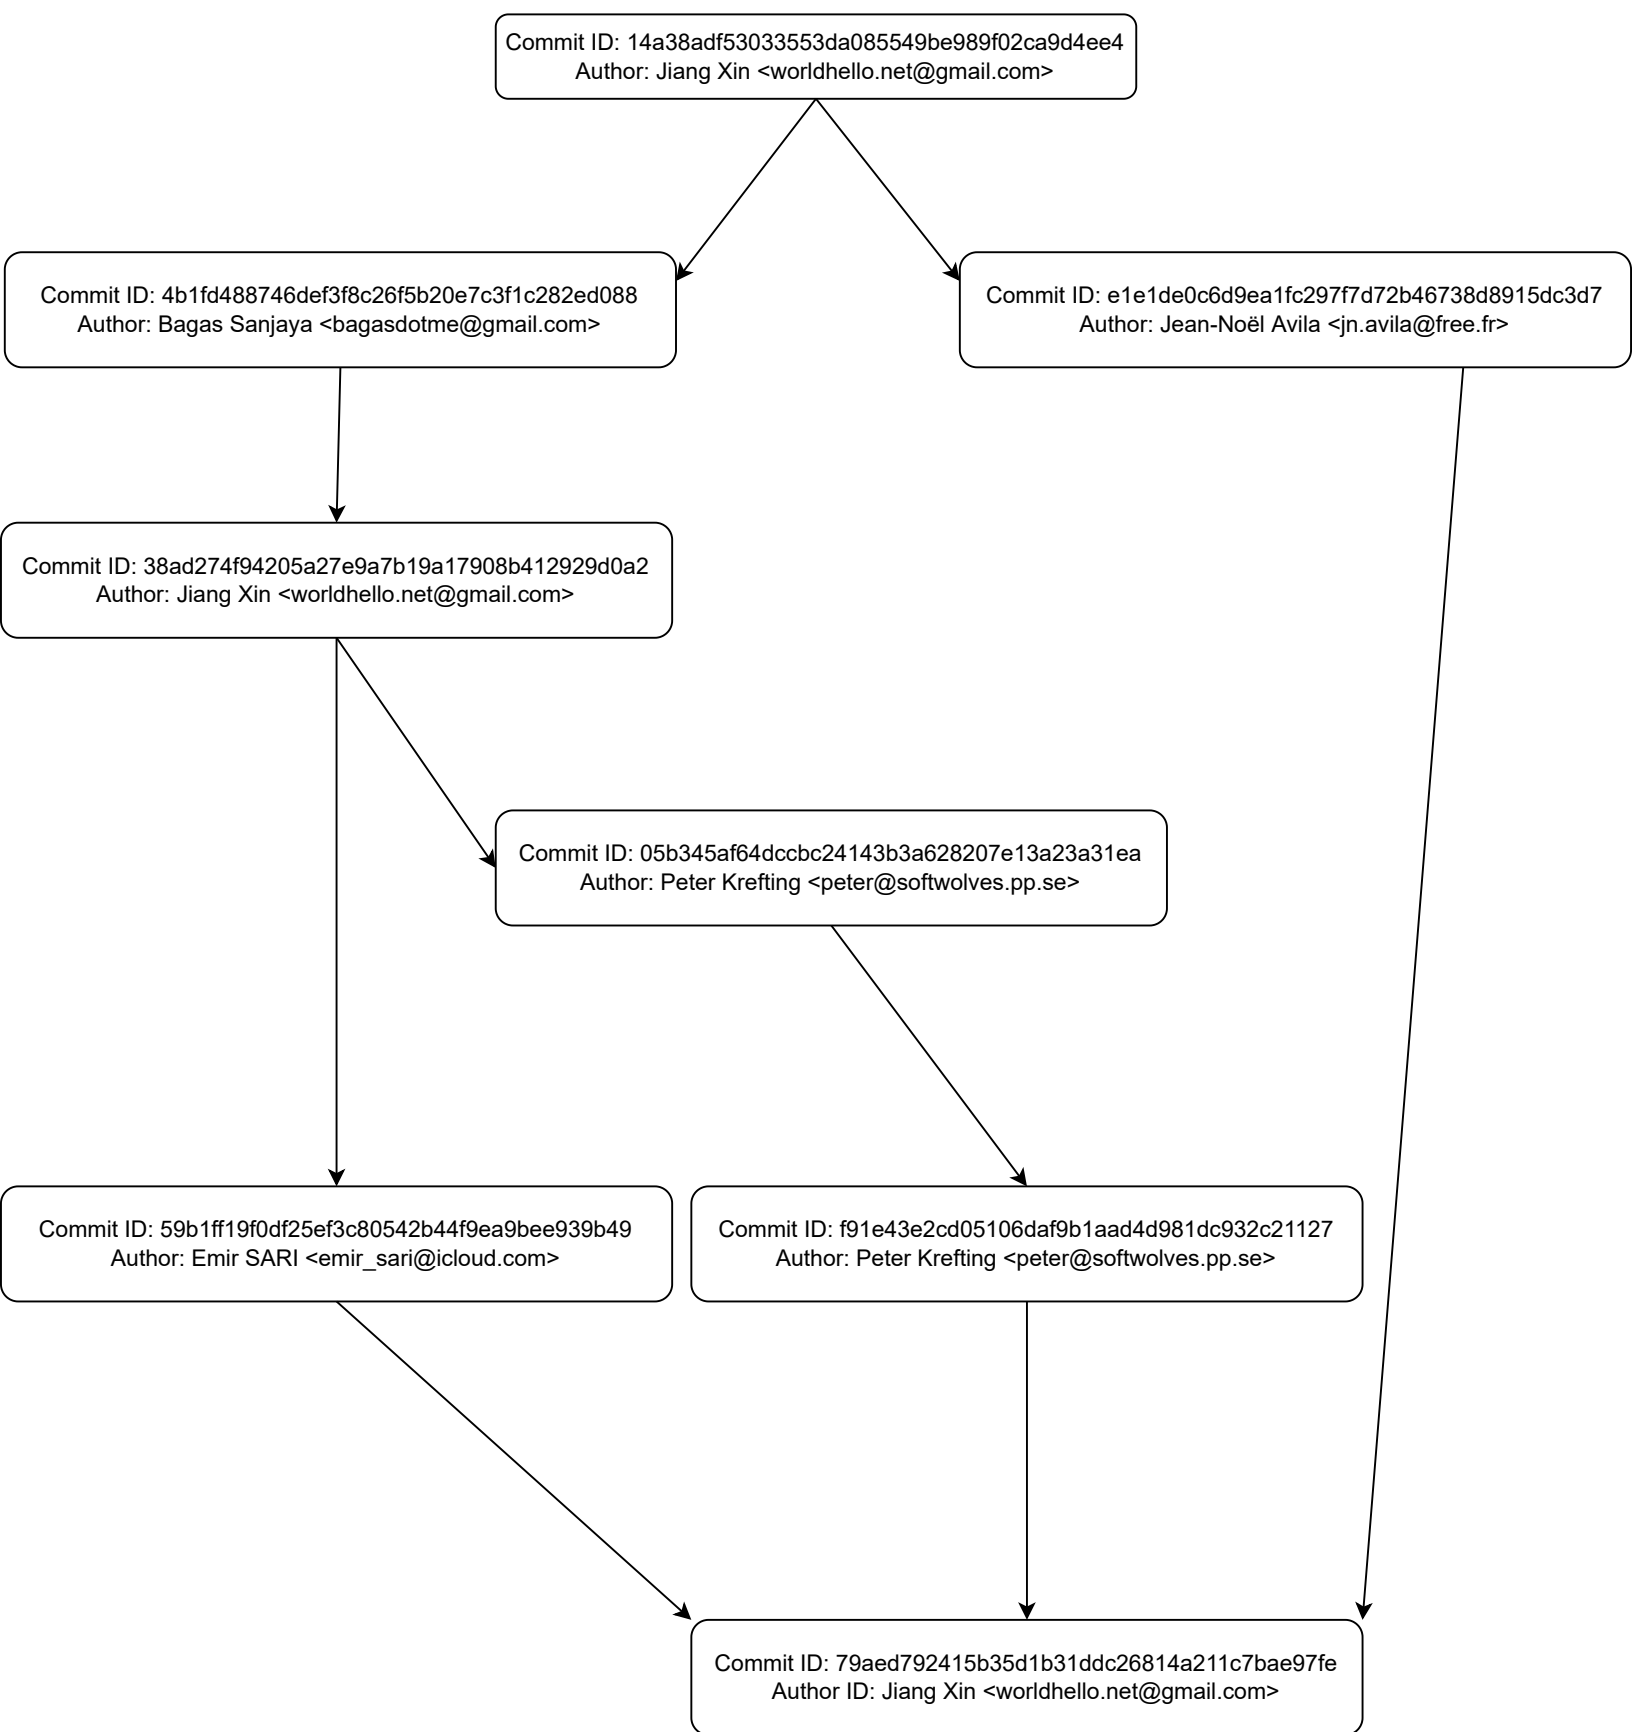 Commit ID: 14a38adf53033553da085549be989f02ca9d4ee4
Author: Jiang Xin <worldhello.net@gmail.com>
Commit ID: 4b1fd488746def3f8c26f5b20e7c3f1c282ed088
Author: Bagas Sanjaya <bagasdotme@gmail.com>
Commit ID: e1e1de0c6d9ea1fc297f7d72b46738d8915dc3d7
Author: Jean-Noël Avila <jn.avila@free.fr>
Commit ID: 38ad274f94205a27e9a7b19a17908b412929d0a2
Author: Jiang Xin <worldhello.net@gmail.com>
Commit ID: 05b345af64dccbc24143b3a628207e13a23a31ea
Author: Peter Krefting <peter@softwolves.pp.se>
Commit ID: 59b1ff19f0df25ef3c80542b44f9ea9bee939b49
Author: Emir SARI <emir_sari@icloud.com>
Commit ID: f91e43e2cd05106daf9b1aad4d981dc932c21127
Author: Peter Krefting <peter@softwolves.pp.se>
Commit ID: 79aed792415b35d1b31ddc26814a211c7bae97fe
Author ID: Jiang Xin <worldhello.net@gmail.com>